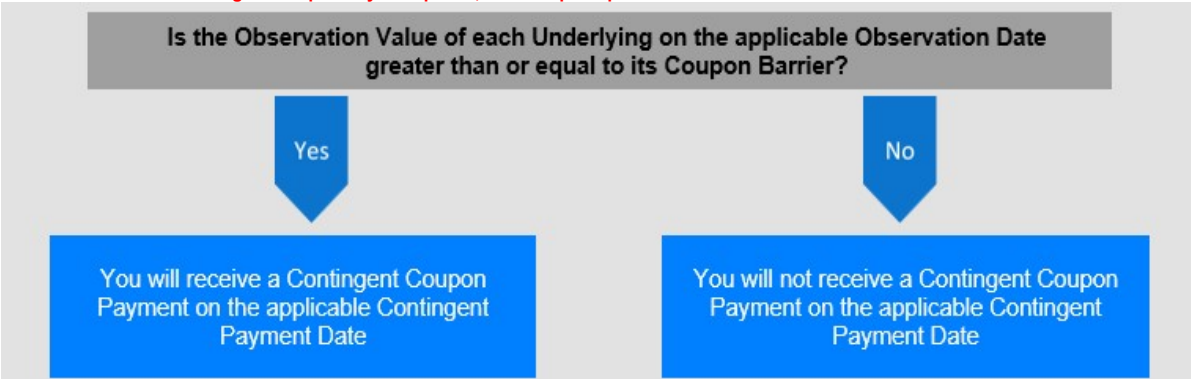 Is the Observation Value of each Underlying on the applicable Observation Date
greater than or equal to its Coupon Barrier?
Yes
No
You will receive a Contingent Coupon
Payment on the applicable Contingent
Payment Date
You will not receive a Contingent Coupon
Payment on the applicable Contingent
Payment Date